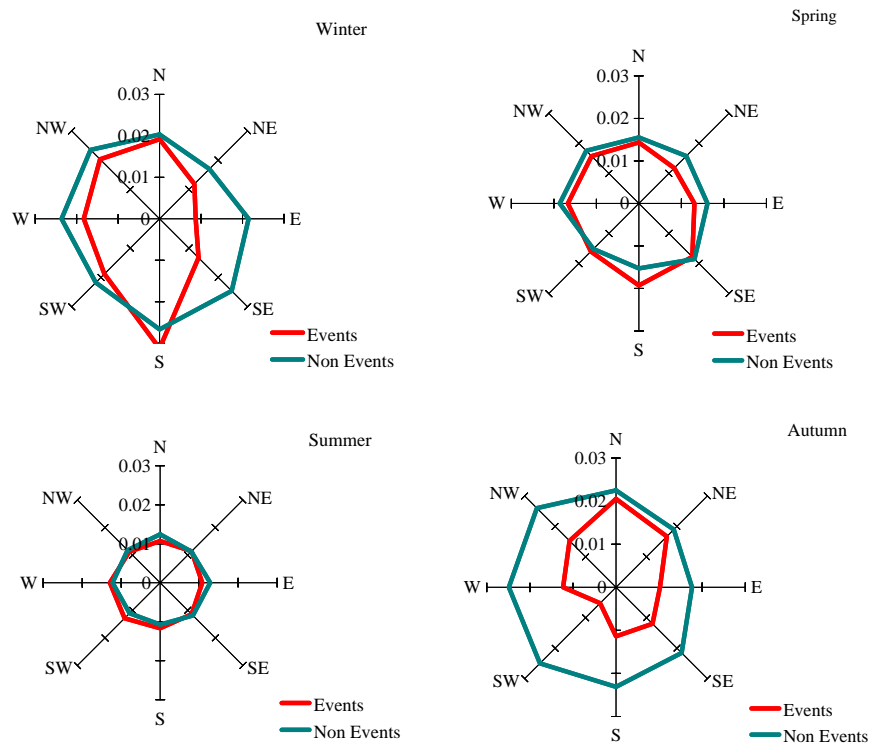 Winter
N
0.03
NW
NE
0.02
0.01
W
0
E
SW
SE
S
Events
Non Events
Spring
N
0.03
NW
NE
0.02
0.01
W
0
E
SW
SE
S
Events
Non Events
Summer
N
0.03
NW
NE
0.02
0.01
W
0
E
SW
SE
S
Events
Non Events
Autumn
N
0.03
NW
NE
0.02
0.01
W
0
E
SW
SE
S
Events
Non Events